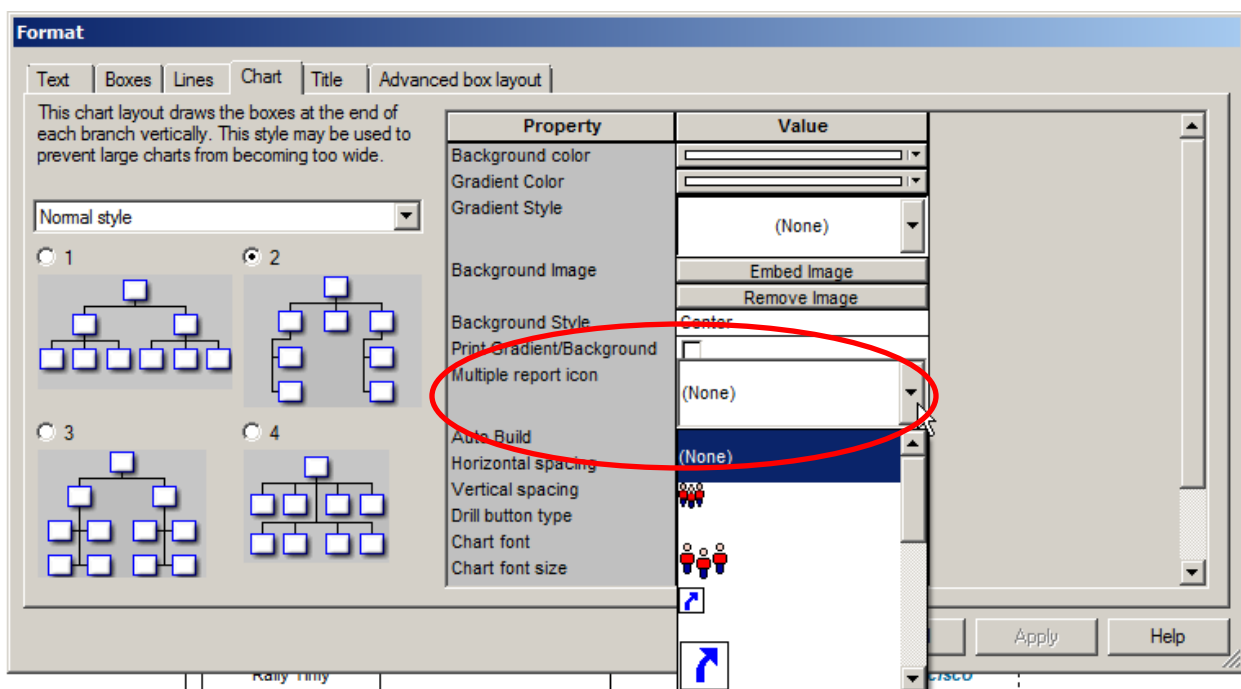 Format
Text
Boxes
Lines
Chart
Title
Advanced box layout
This chart layout draws the boxes at the end of
each branch vertically. This style may be used to
prevent large charts from becoming too wide.
Normal style
1
2
3
4
Property
Value
Background color
Gradient Color
Gradient Style
(None)
Background Image
Embed Image
Remove Image
Background Style
Center
Print Gradient/Background
Multiple report icon
(None)
Auto Build
(None)
Horizontal spacing
Vertical spacing
Drill button type
Chart font
Chart font size
Apply
Help